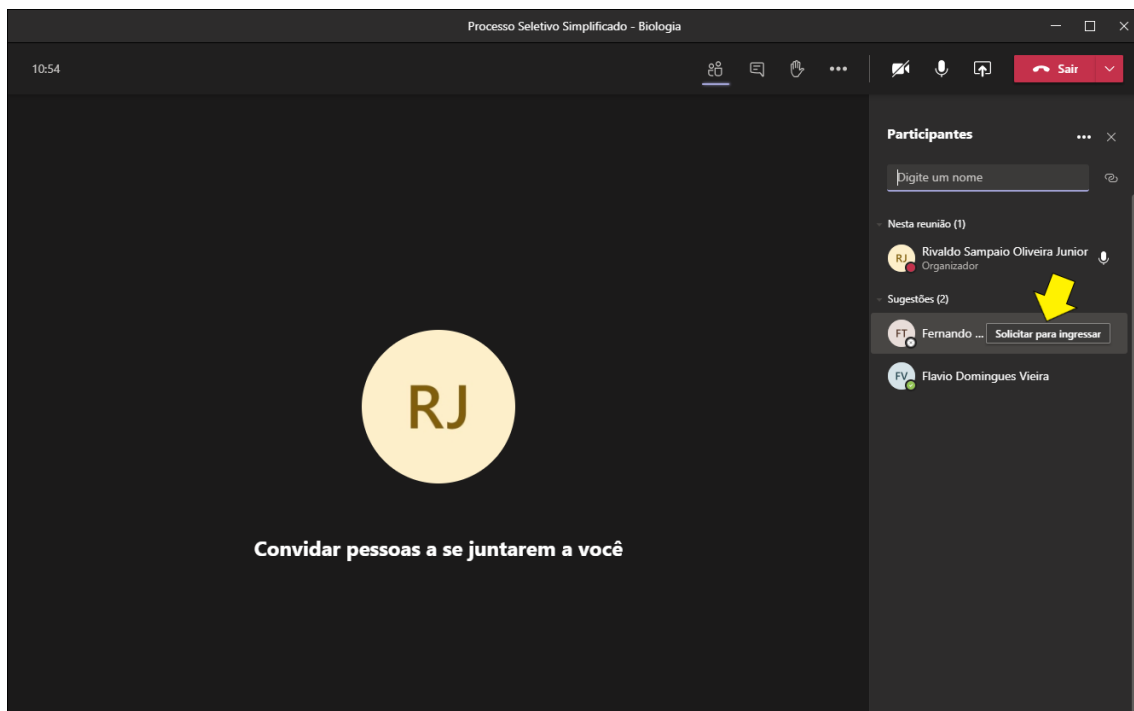 Processo Seletivo Simplificado - Biologia
10:54
Sair
Participantes
Digite um nome
Nesta reunião (1)
RJ
Rivaldo Sampaio Oliveira Junior
Organizador
Sugestões (2)
FT
Fernando ...
Solicitar para ingressar
FV
Flavio Domingues Vieira
RJ
Convidar pessoas a se juntarem a você